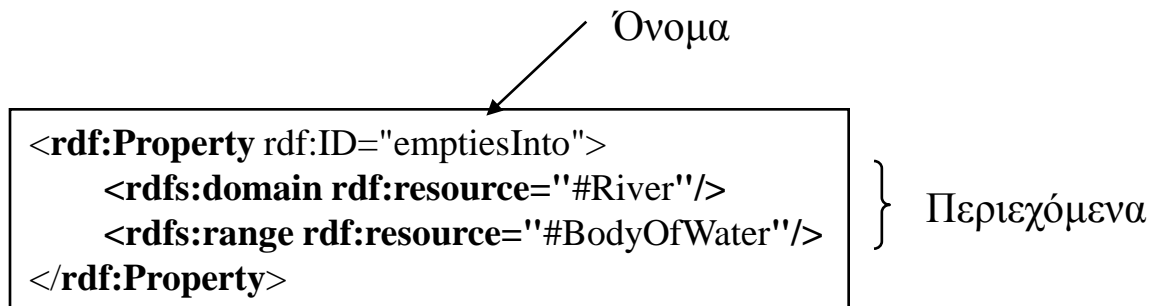 Όνομα
<rdf:Property rdf:ID="emptiesInto">
<rdfs:domain rdf:resource="#River"/>
<rdfs:range rdf:resource="#BodyOfWater"/>
</rdf:Property>
Περιεχόμενα